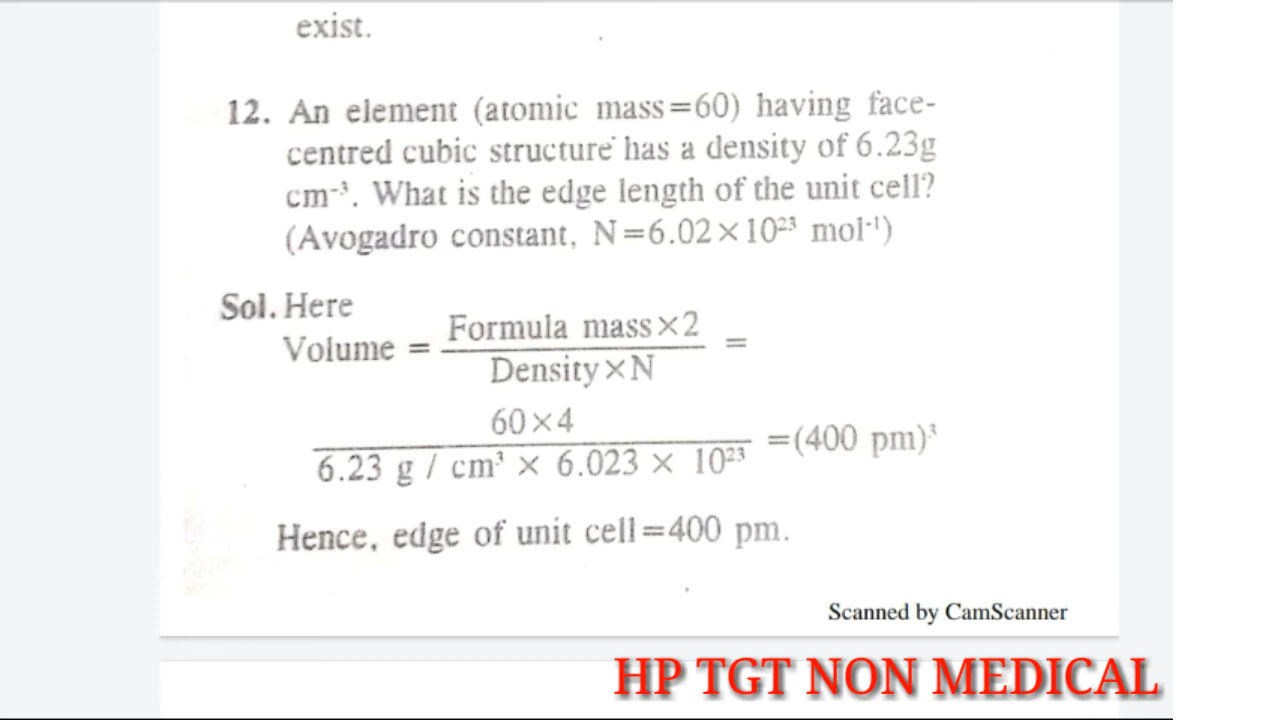 exist.
12. An element (atomic mass=60) having face-
centred cubic structure has a density of 6.23g
cm⁻³. What is the edge length of the unit cell?
(Avogadro constant, N=6.02×10²³ mol⁻¹)
Sol. Here
Volume = Formula mass×2 / Density×N =
60×4 / 6.23 g / cm³ × 6.023 × 10²³ =(400 pm)³
Hence, edge of unit cell=400 pm.
Scanned by CamScanner
HP TGT NON MEDICAL